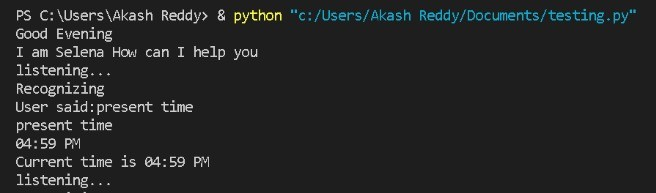 PS C:\Users\Akash Reddy> & python "c:/Users/Akash Reddy/Documents/testing.py"
Good Evening
I am Selena How can I help you
listening...
Recognizing
User said:present time
present time
04:59 PM
Current time is 04:59 PM
listening...